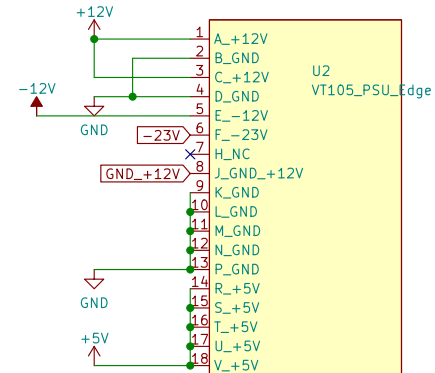 +12V
1 A_+12V
2 B_GND
U2
3 C_+12V
-12V
VT105_PSU_Edge
4 D_GND
GND
5 E_-12V
-23V 6 F_-23V
7 H_NC
GND_+12V 8 J_GND_+12V
9 K_GND
10 L_GND
11 M_GND
12 N_GND
13 P_GND
GND
14 R_+5V
15 S_+5V
16 T_+5V
+5V
17 U_+5V
18 V_+5V